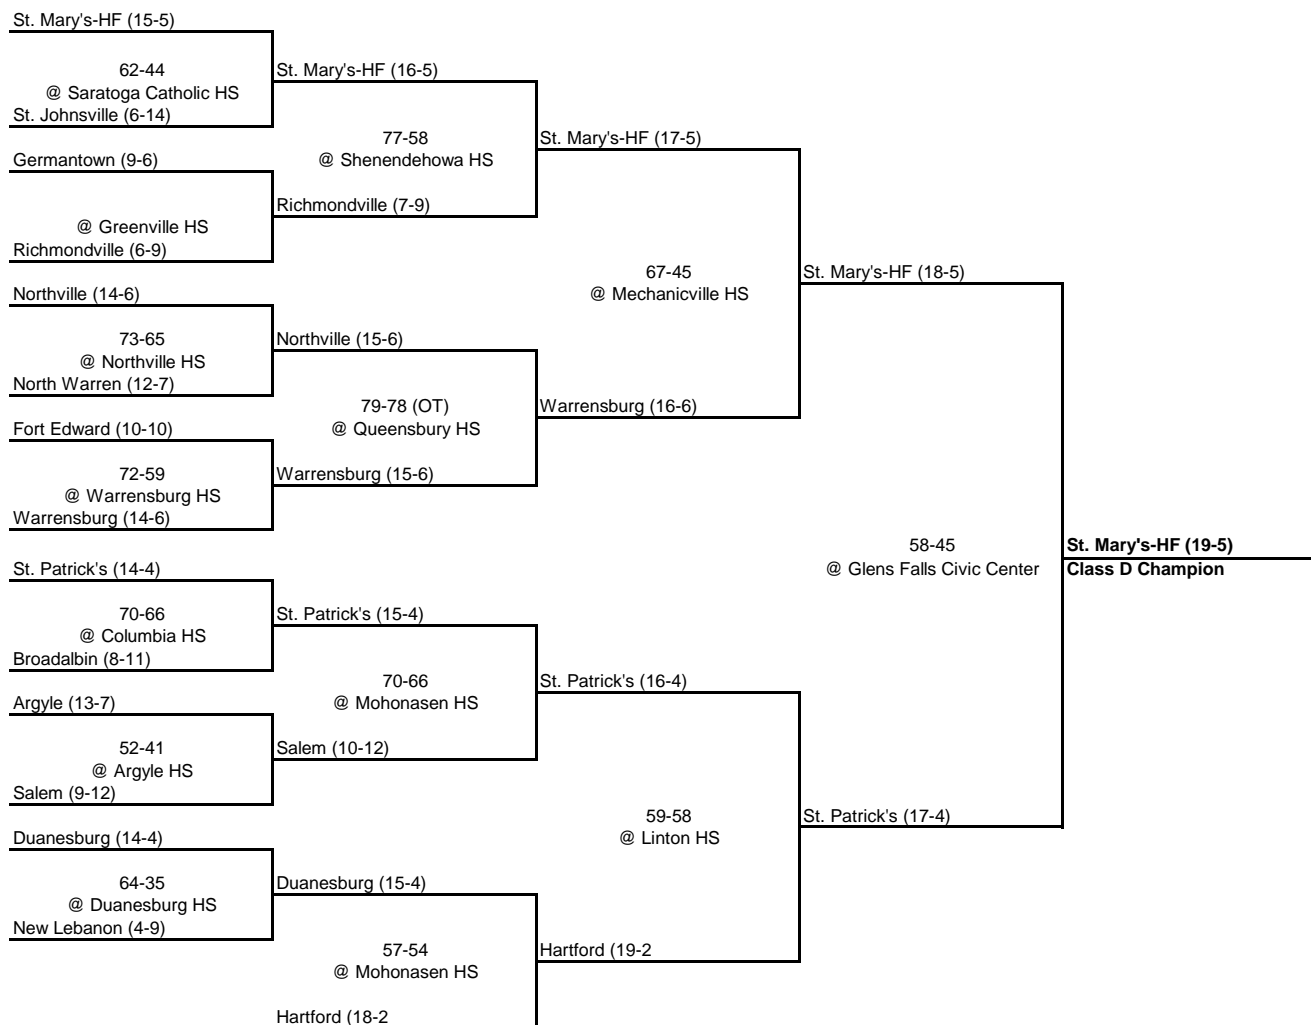 St. Mary's-HF (15-5)
62-44
@ Saratoga Catholic HS
St. Johnsville (6-14)
St. Mary's-HF (16-5)
77-58
@ Shenendehowa HS
St. Mary's-HF (17-5)
Germantown (9-6)
@ Greenville HS
Richmondville (6-9)
Richmondville (7-9)
67-45
@ Mechanicville HS
St. Mary's-HF (18-5)
Northville (14-6)
73-65
@ Northville HS
North Warren (12-7)
Northville (15-6)
79-78 (OT)
@ Queensbury HS
Warrensburg (16-6)
Fort Edward (10-10)
72-59
@ Warrensburg HS
Warrensburg (14-6)
Warrensburg (15-6)
58-45
@ Glens Falls Civic Center
St. Mary's-HF (19-5)
Class D Champion
St. Patrick's (14-4)
70-66
@ Columbia HS
Broadalbin (8-11)
St. Patrick's (15-4)
70-66
@ Mohonasen HS
St. Patrick's (16-4)
Argyle (13-7)
52-41
@ Argyle HS
Salem (9-12)
Salem (10-12)
59-58
@ Linton HS
St. Patrick's (17-4)
Duanesburg (14-4)
64-35
@ Duanesburg HS
New Lebanon (4-9)
Duanesburg (15-4)
57-54
@ Mohonasen HS
Hartford (19-2
Hartford (18-2